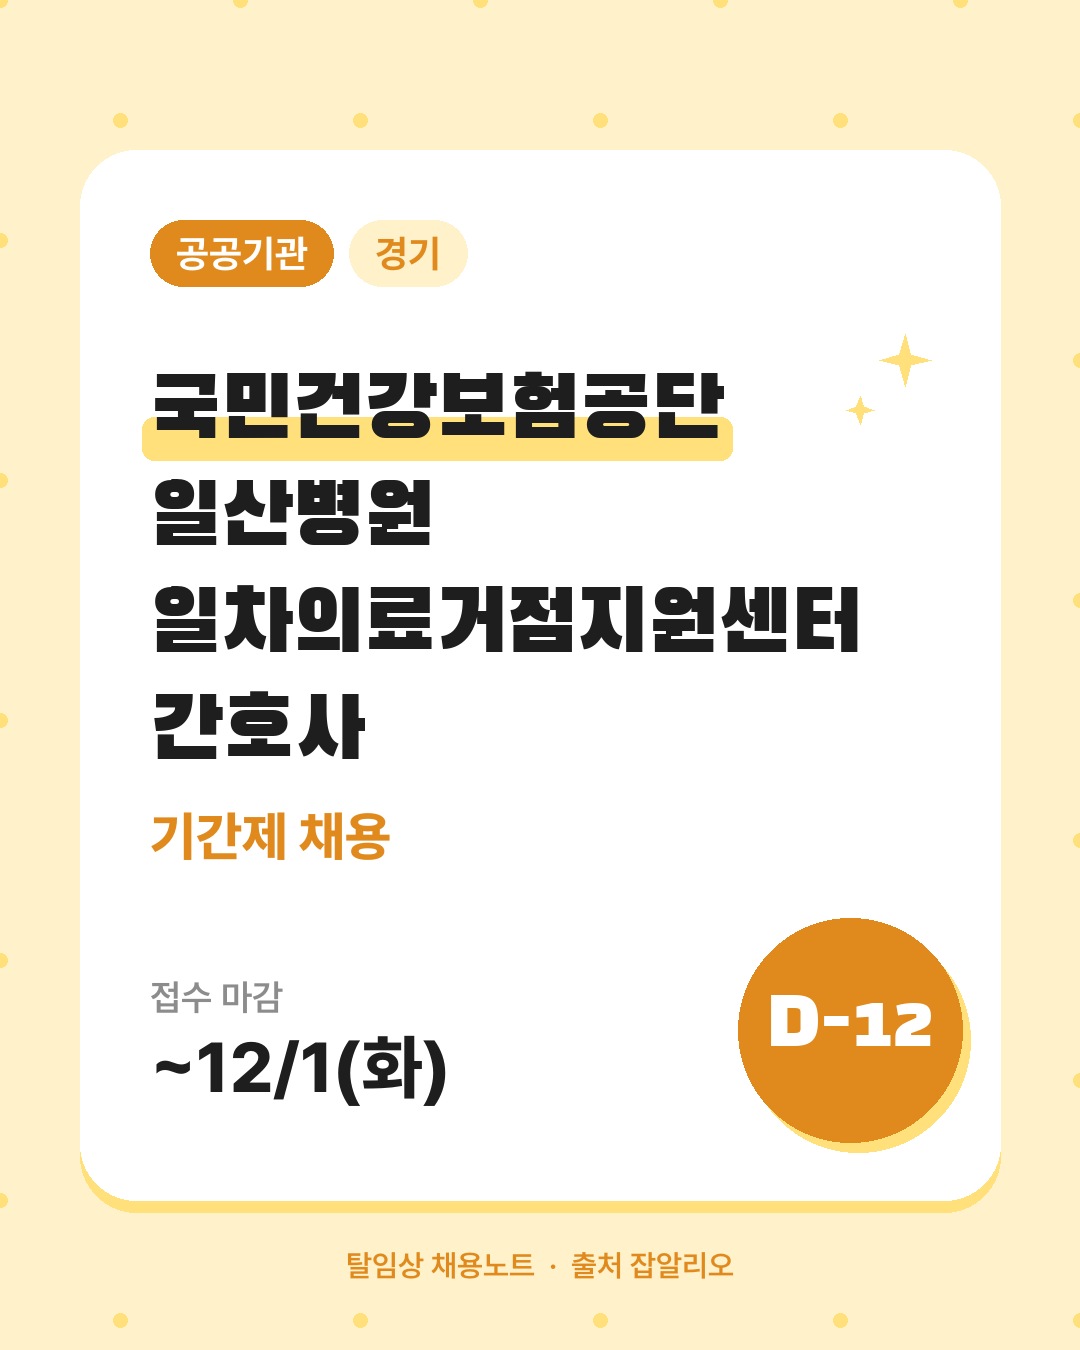 공공기관 경기
국민건강보험공단
일산병원
일차의료거점지원센터
간호사
기간제 채용
접수 마감
~12/1(화)
D-12
탈임상 채용노트 · 출처 잡알리오